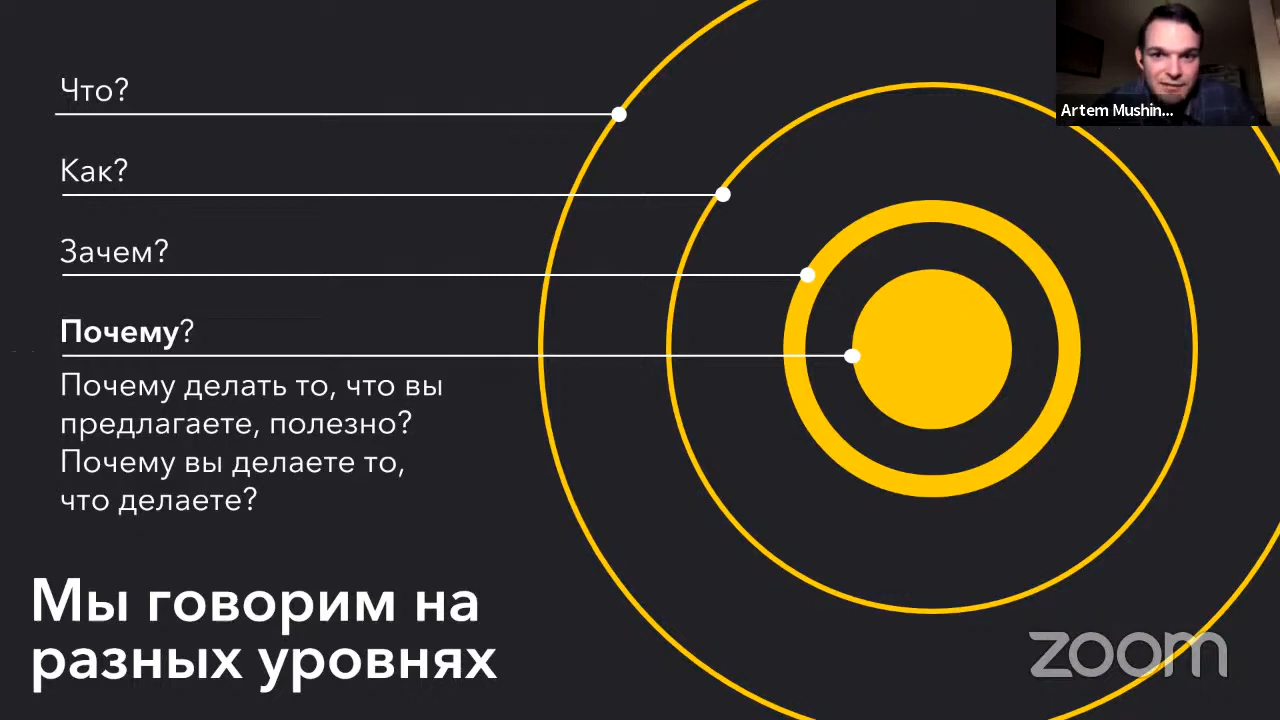 Что?
Как?
Зачем?
Почему?
Почему делать то, что вы
предлагаете, полезно?
Почему вы делаете то,
что делаете?
Мы говорим на
разных уровнях
Artem Mushin...
zoom